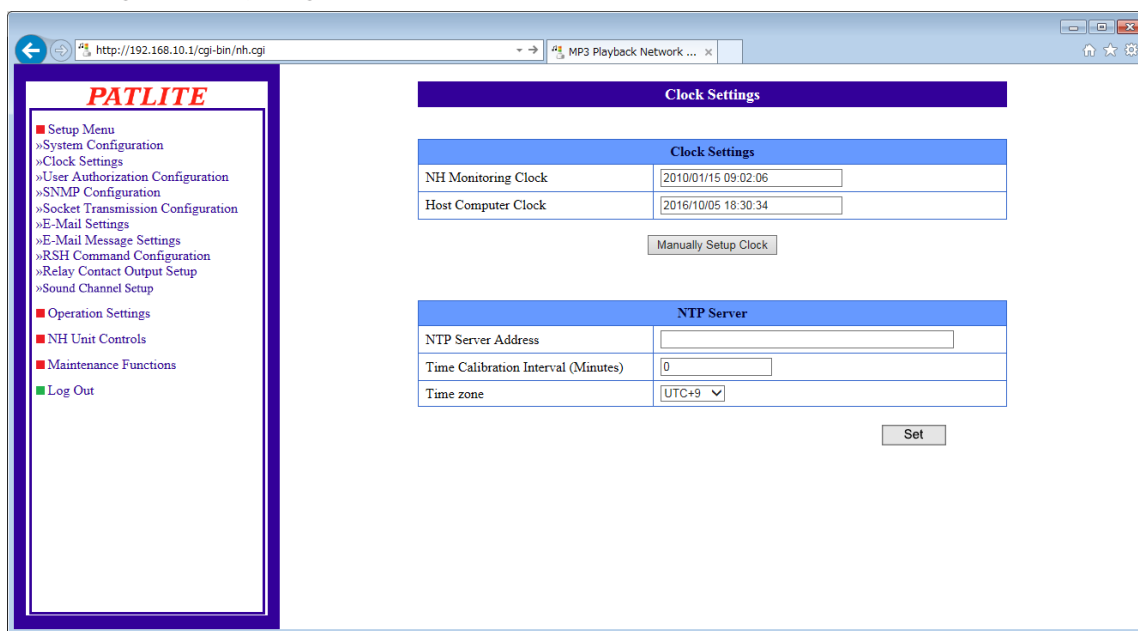 http://192.168.10.1/cgi-bin/nh.cgi
MP3 Playback Network ...
PATLITE
Setup Menu
»System Configuration
»Clock Settings
»User Authorization Configuration
»SNMP Configuration
»Socket Transmission Configuration
»E-Mail Settings
»E-Mail Message Settings
»RSH Command Configuration
»Relay Contact Output Setup
»Sound Channel Setup
Operation Settings
NH Unit Controls
Maintenance Functions
Log Out
Clock Settings
Clock Settings
NH Monitoring Clock 2010/01/15 09:02:06
Host Computer Clock 2016/10/05 18:30:34
Manually Setup Clock
NTP Server
NTP Server Address
Time Calibration Interval (Minutes) 0
Time zone UTC+9
Set